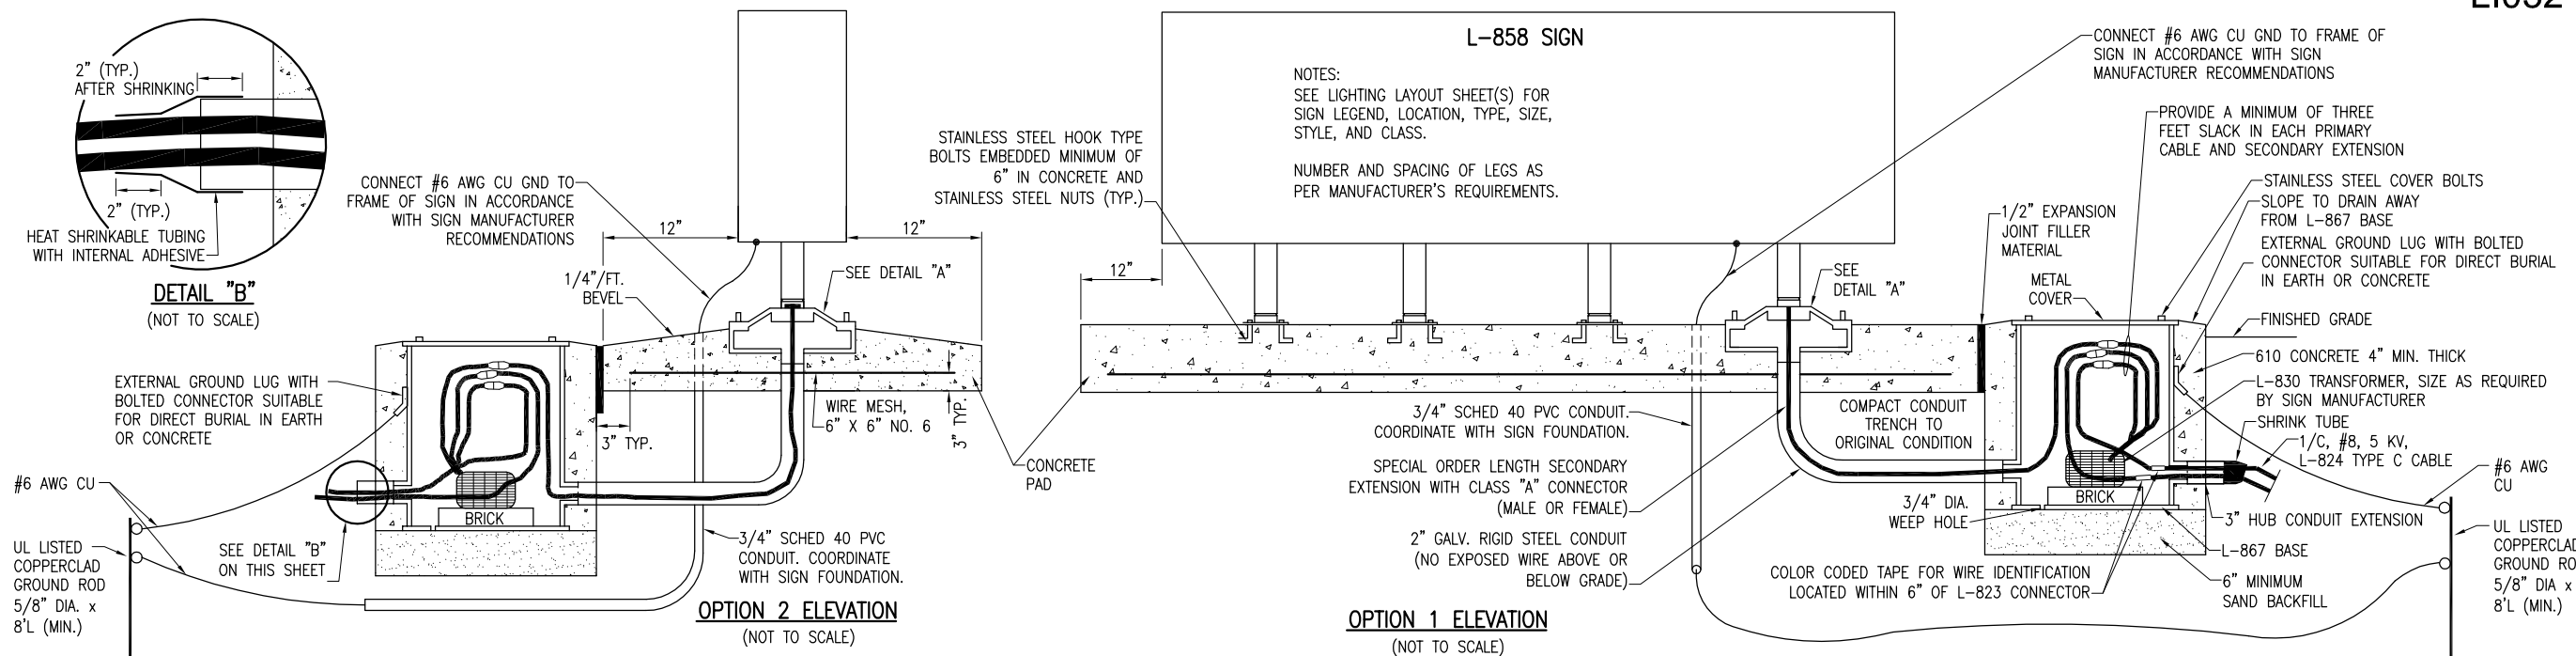 2" (TYP.)
AFTER SHRINKING
2" (TYP.)
HEAT SHRINKABLE TUBING
WITH INTERNAL ADHESIVE
DETAIL "B"
(NOT TO SCALE)
CONNECT #6 AWG CU GND TO
FRAME OF SIGN IN ACCORDANCE
WITH SIGN MANUFACTURER
RECOMMENDATIONS
12"
12"
1/4"/FT.
BEVEL
SEE DETAIL "A"
EXTERNAL GROUND LUG WITH
BOLTED CONNECTOR SUITABLE
FOR DIRECT BURIAL IN EARTH
OR CONCRETE
3" TYP.
WIRE MESH,
6" X 6" NO. 6
3" TYP.
CONCRETE
PAD
#6 AWG CU
BRICK
UL LISTED
COPPERCLAD
GROUND ROD
5/8" DIA. x
8'L (MIN.)
SEE DETAIL "B"
ON THIS SHEET
3/4" SCHED 40 PVC
CONDUIT. COORDINATE
WITH SIGN FOUNDATION.
OPTION 2 ELEVATION
(NOT TO SCALE)
L-858 SIGN
NOTES:
SEE LIGHTING LAYOUT SHEET(S) FOR
SIGN LEGEND, LOCATION, TYPE, SIZE,
STYLE, AND CLASS.
NUMBER AND SPACING OF LEGS AS
PER MANUFACTURER'S REQUIREMENTS.
STAINLESS STEEL HOOK TYPE
BOLTS EMBEDDED MINIMUM OF
6" IN CONCRETE AND
STAINLESS STEEL NUTS (TYP.)
12"
SEE
DETAIL "A"
1/2" EXPANSION
JOINT FILLER
MATERIAL
METAL
COVER
CONNECT #6 AWG CU GND TO FRAME OF
SIGN IN ACCORDANCE WITH SIGN
MANUFACTURER RECOMMENDATIONS
PROVIDE A MINIMUM OF THREE
FEET SLACK IN EACH PRIMARY
CABLE AND SECONDARY EXTENSION
STAINLESS STEEL COVER BOLTS
SLOPE TO DRAIN AWAY
FROM L-867 BASE
EXTERNAL GROUND LUG WITH BOLTED
CONNECTOR SUITABLE FOR DIRECT BURIAL
IN EARTH OR CONCRETE
FINISHED GRADE
610 CONCRETE 4" MIN. THICK
L-830 TRANSFORMER, SIZE AS REQUIRED
BY SIGN MANUFACTURER
SHRINK TUBE
1/C, #8, 5 KV,
L-824 TYPE C CABLE
#6 AWG
CU
3" HUB CONDUIT EXTENSION
L-867 BASE
6" MINIMUM
SAND BACKFILL
UL LISTED
5/8" DIA x
8'L (MIN.)
3/4" SCHED 40 PVC CONDUIT.
COORDINATE WITH SIGN FOUNDATION.
COMPACT CONDUIT
TRENCH TO
ORIGINAL CONDITION
SPECIAL ORDER LENGTH SECONDARY
EXTENSION WITH CLASS "A" CONNECTOR
(MALE OR FEMALE)
3/4" DIA.
WEEP HOLE
BRICK
2" GALV. RIGID STEEL CONDUIT
(NO EXPOSED WIRE ABOVE OR
BELOW GRADE)
COLOR CODED TAPE FOR WIRE IDENTIFICATION
LOCATED WITHIN 6" OF L-823 CONNECTOR
OPTION 1 ELEVATION
(NOT TO SCALE)